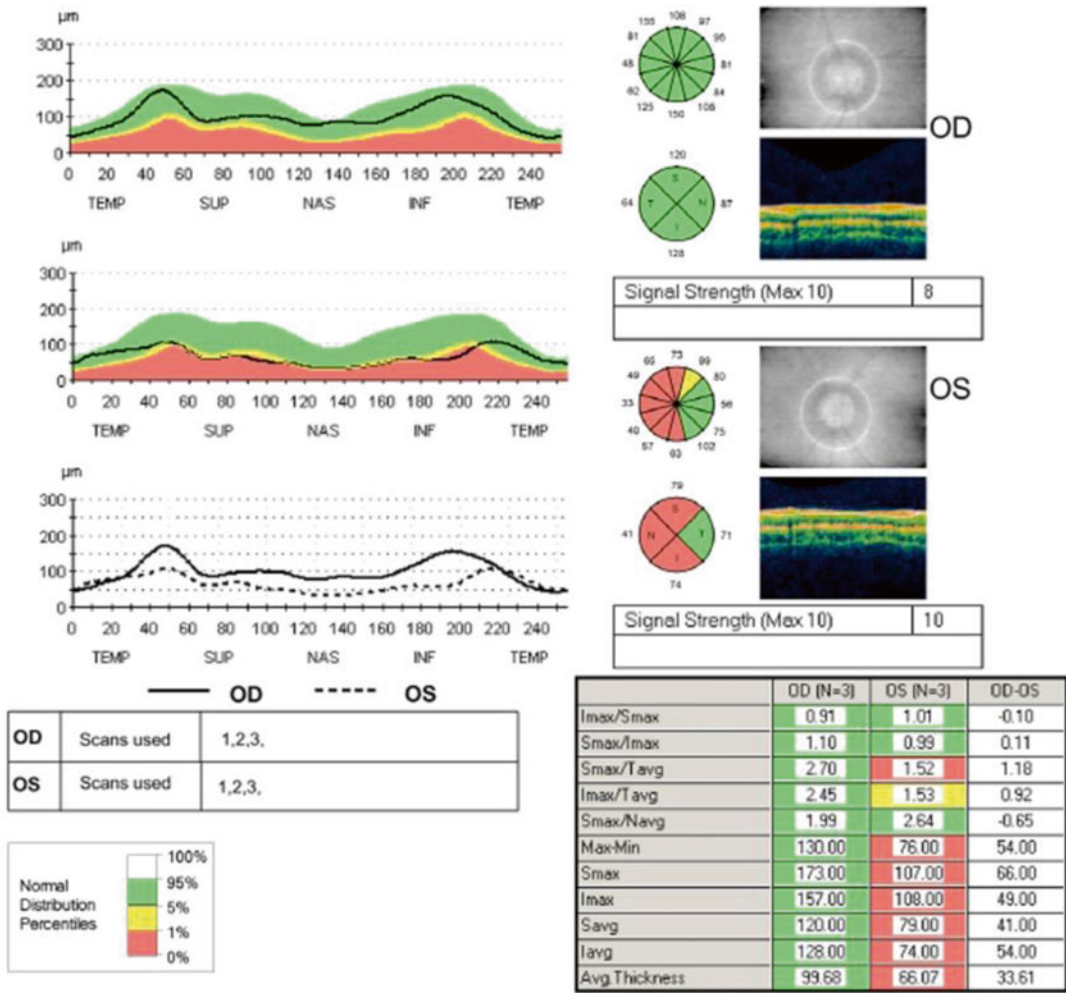 µm
300
200
100
0
0 20 40 60 80 100 120 140 160 180 200 220 240
TEMP SUP NAS INF TEMP
µm
300
200
100
0
0 20 40 60 80 100 120 140 160 180 200 220 240
TEMP SUP NAS INF TEMP
µm
300
200
100
0
0 20 40 60 80 100 120 140 160 180 200 220 240
TEMP SUP NAS INF TEMP
OD OS
OD Scans used 1,2,3,
OS Scans used 1,2,3,
Normal
Distribution
Percentiles
100%
95%
5%
1%
0%
108
155 97
81 95
48 81
62 84
125 108
150
OD
120
S
64 T N 87
I
128
Signal Strength (Max 10) 8
73
65 99
49 80
33 56
40 75
57 102
63
OS
79
S
41 N T 71
I
74
Signal Strength (Max 10) 10
OD (N=3) OS (N=3) OD-OS
Imax/Smax 0.91 1.01 -0.10
Smax/Imax 1.10 0.99 0.11
Smax/Tavg 2.70 1.52 1.18
Imax/Tavg 2.45 1.53 0.92
Smax/Navg 1.99 2.64 -0.65
Max-Min 130.00 76.00 54.00
Smax 173.00 107.00 66.00
Imax 157.00 108.00 49.00
Savg 120.00 79.00 41.00
Iavg 128.00 74.00 54.00
Avg.Thickness 99.68 66.07 33.61